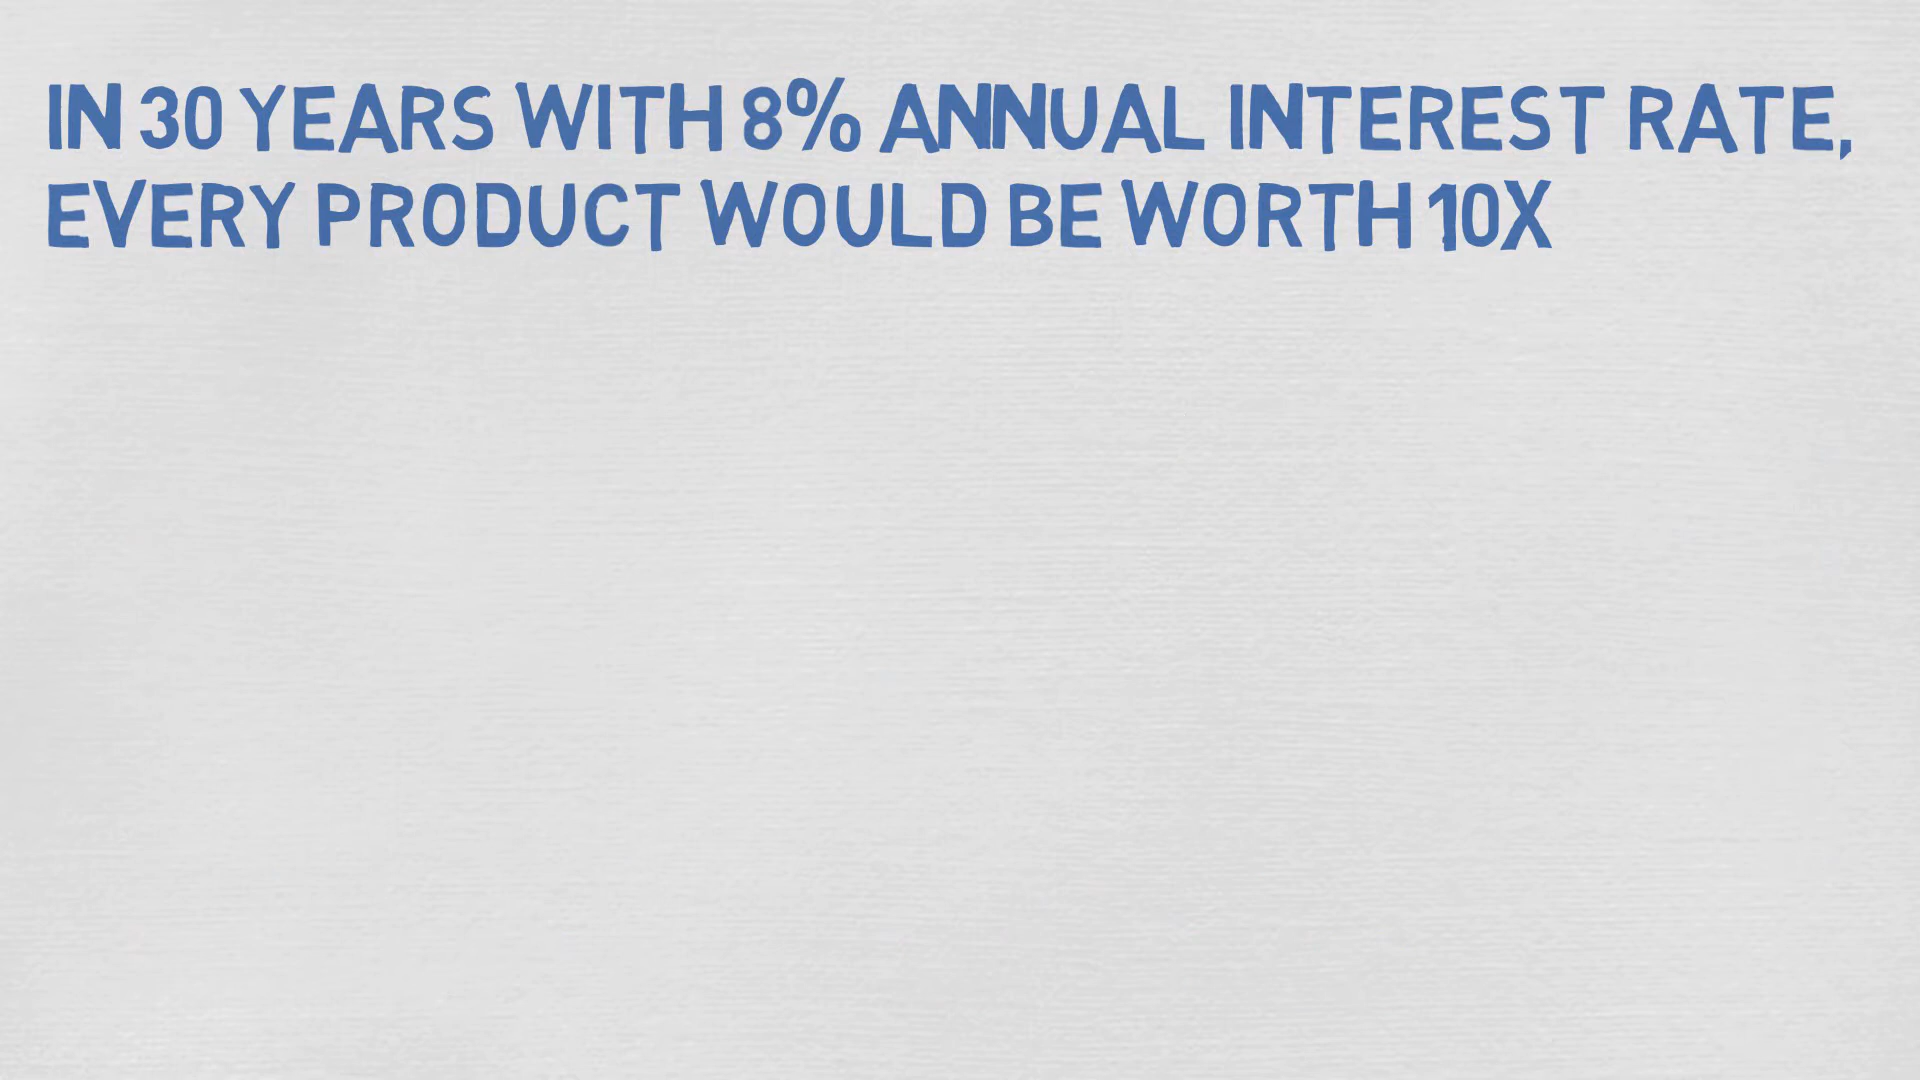 IN 30 YEARS WITH 8% ANNUAL INTEREST RATE,
EVERY PRODUCT WOULD BE WORTH 10X